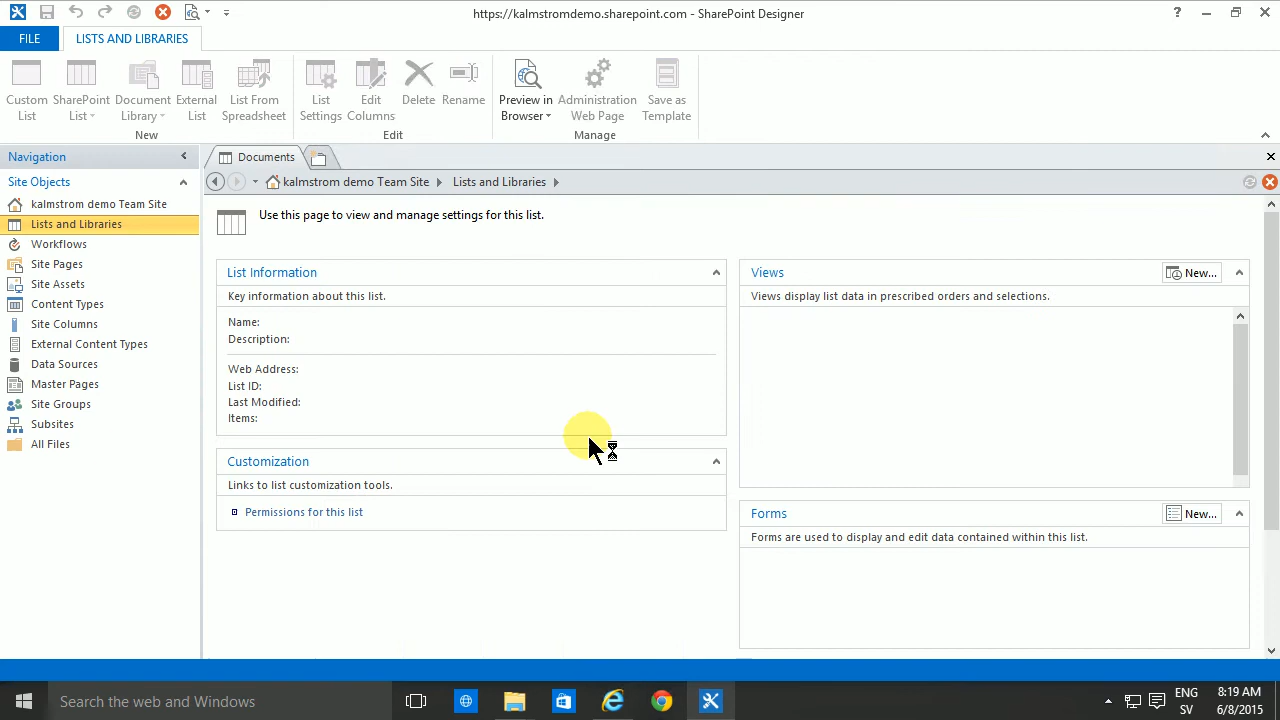 https://kalmstromdemo.sharepoint.com - SharePoint Designer
?
FILE
LISTS AND LIBRARIES
Custom List
SharePoint List
Document Library
External List
List From Spreadsheet
New
List Settings
Edit Columns
Delete
Rename
Edit
Preview in Browser
Administration Web Page
Save as Template
Manage
Navigation
Documents
Site Objects
kalmstrom demo Team Site
Lists and Libraries
kalmstrom demo Team Site
Lists and Libraries
Workflows
Site Pages
Site Assets
Content Types
Site Columns
External Content Types
Data Sources
Master Pages
Site Groups
Subsites
All Files
Use this page to view and manage settings for this list.
List Information
Key information about this list.
Name:
Description:
Web Address:
List ID:
Last Modified:
Items:
Customization
Links to list customization tools.
Permissions for this list
Views
New...
Views display list data in prescribed orders and selections.
Forms
New...
Forms are used to display and edit data contained within this list.
Search the web and Windows
ENG
SV
8:19 AM
6/8/2015